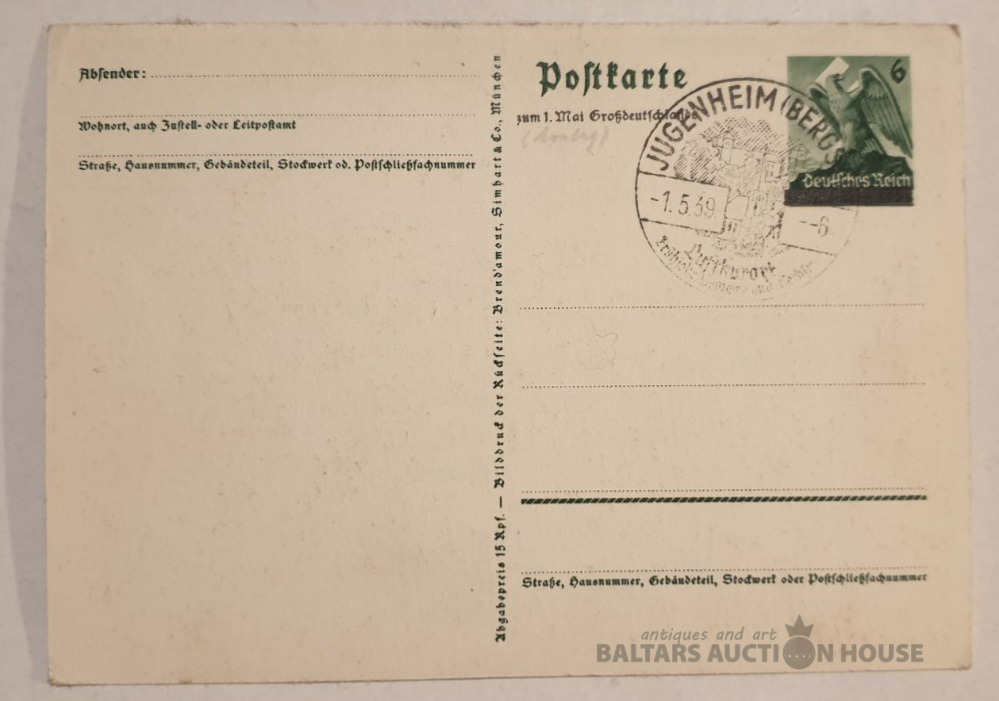 Absender:
Wohnort, auch Zustell- oder Leitpostamt
Straße, Hausnummer, Gebäudeteil, Stockwerk od. Postschließfachnummer
Abgabepreis 15 Rpf. — Bilddruck der Rückseite: Brend'amour, Simhart & Co., München
Postkarte
zum 1. Mai Großdeutschlands
6
Deutsches Reich
JUGENHEIM (BERGSTR
-1.5.39
--6
Luftkurort
Straße, Hausnummer, Gebäudeteil, Stockwerk oder Postschließfachnummer
antiques and art
BALTARS AUCTION HOUSE